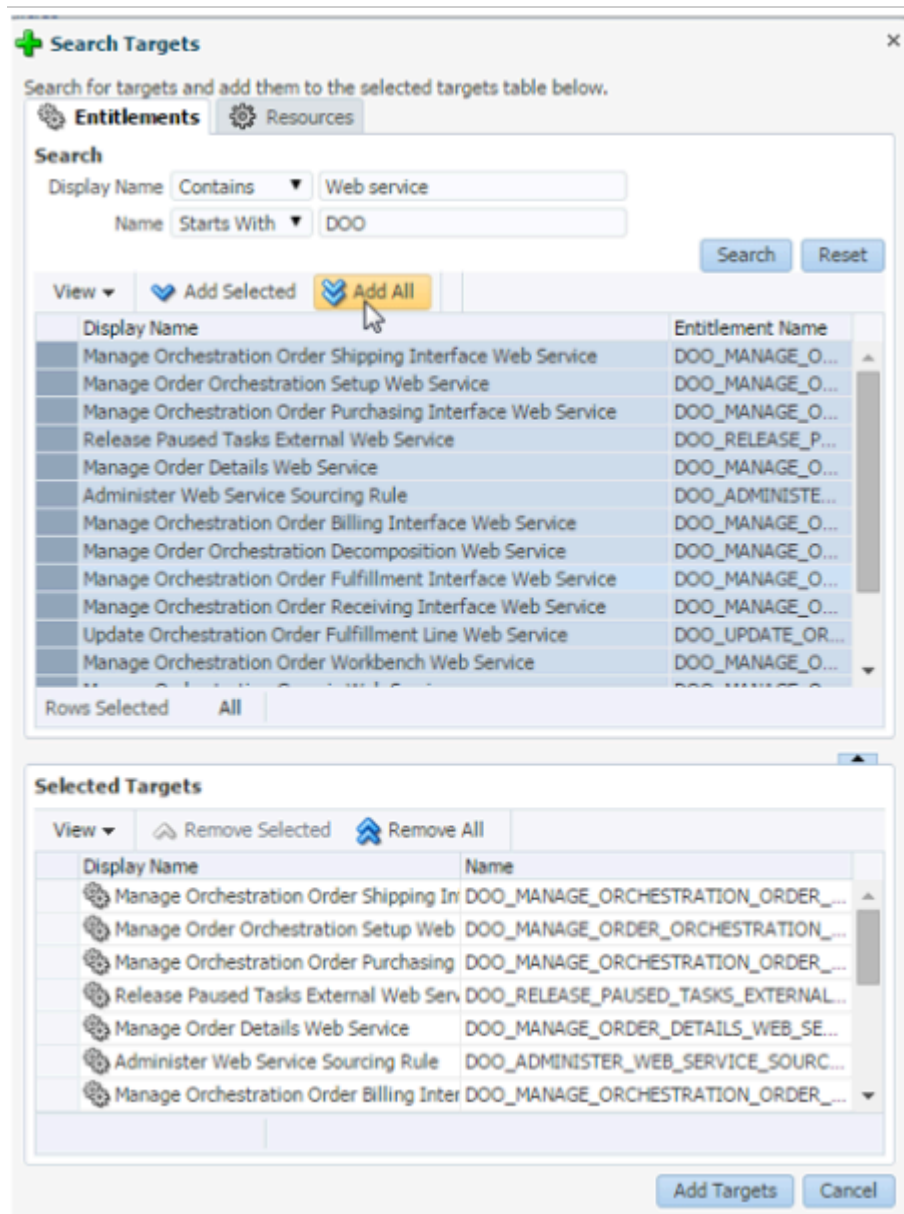 Search Targets
Search for targets and add them to the selected targets table below.
Entitlements Resources
Search
Display Name Contains Web service
Name Starts With DOO
Search Reset
View Add Selected Add All
Display Name Entitlement Name
Manage Orchestration Order Shipping Interface Web Service DOO_MANAGE_O...
Manage Order Orchestration Setup Web Service DOO_MANAGE_O...
Manage Orchestration Order Purchasing Interface Web Service DOO_MANAGE_O...
Release Paused Tasks External Web Service DOO_RELEASE_P...
Manage Order Details Web Service DOO_MANAGE_O...
Administer Web Service Sourcing Rule DOO_ADMINISTE...
Manage Orchestration Order Billing Interface Web Service DOO_MANAGE_O...
Manage Order Orchestration Decomposition Web Service DOO_MANAGE_O...
Manage Orchestration Order Fulfillment Interface Web Service DOO_MANAGE_O...
Manage Orchestration Order Receiving Interface Web Service DOO_MANAGE_O...
Update Orchestration Order Fulfillment Line Web Service DOO_UPDATE_OR...
Manage Orchestration Order Workbench Web Service DOO_MANAGE_O...
Rows Selected All
Selected Targets
View Remove Selected Remove All
Display Name Name
Manage Orchestration Order Shipping In DOO_MANAGE_ORCHESTRATION_ORDER_...
Manage Order Orchestration Setup Web DOO_MANAGE_ORDER_ORCHESTRATION_...
Manage Orchestration Order Purchasing DOO_MANAGE_ORCHESTRATION_ORDER_...
Release Paused Tasks External Web Serv DOO_RELEASE_PAUSED_TASKS_EXTERNAL...
Manage Order Details Web Service DOO_MANAGE_ORDER_DETAILS_WEB_SE...
Administer Web Service Sourcing Rule DOO_ADMINISTER_WEB_SERVICE_SOURC...
Manage Orchestration Order Billing Inter DOO_MANAGE_ORCHESTRATION_ORDER_...
Add Targets Cancel